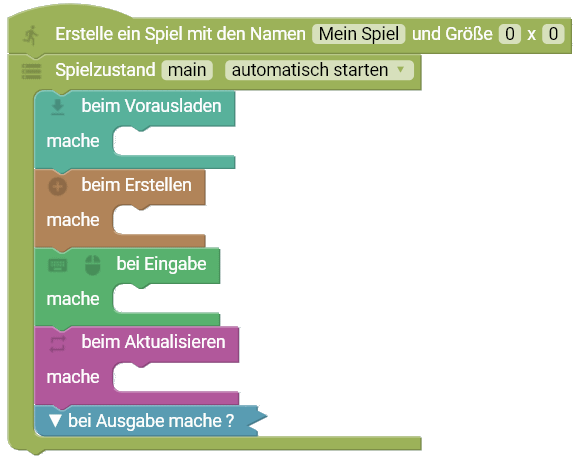 Erstelle ein Spiel mit den Namen Mein Spiel und Größe 0 x 0
Spielzustand main automatisch starten ▼
beim Vorausladen
mache
beim Erstellen
mache
bei Eingabe
mache
beim Aktualisieren
mache
▼ bei Ausgabe mache ?